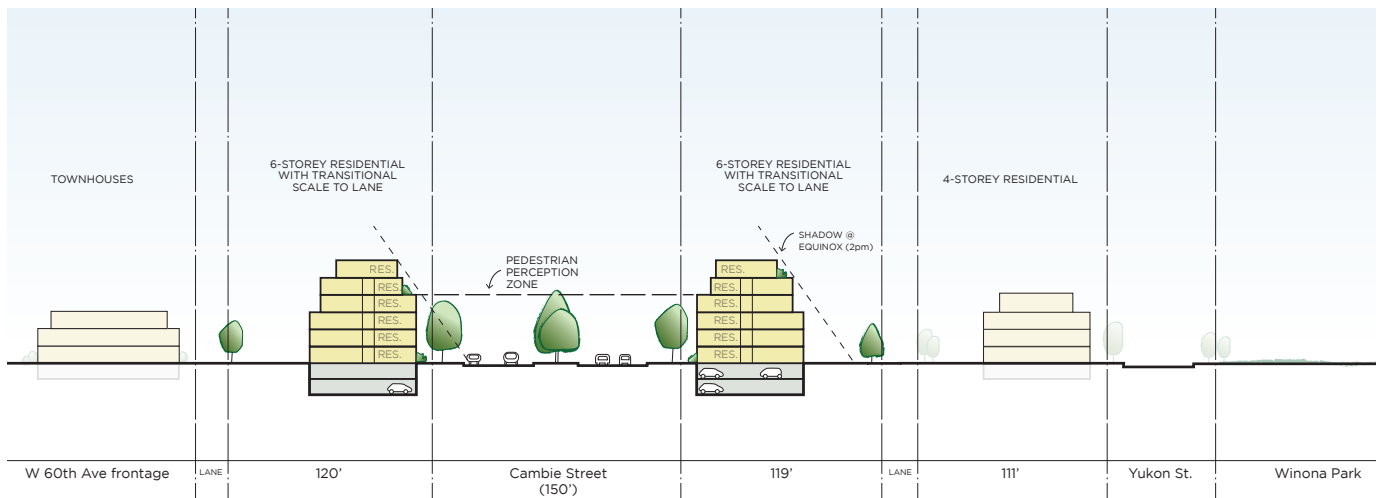 TOWNHOUSES
6-STOREY RESIDENTIAL
WITH TRANSITIONAL
SCALE TO LANE
6-STOREY RESIDENTIAL
WITH TRANSITIONAL
SCALE TO LANE
4-STOREY RESIDENTIAL
SHADOW @
EQUINOX (2pm)
PEDESTRIAN
PERCEPTION
ZONE
RES.
RES.
RES.
RES.
RES.
RES.
RES.
RES.
RES.
RES.
RES.
RES.
W 60th Ave frontage
LANE
120'
Cambie Street
(150')
119'
LANE
111'
Yukon St.
Winona Park